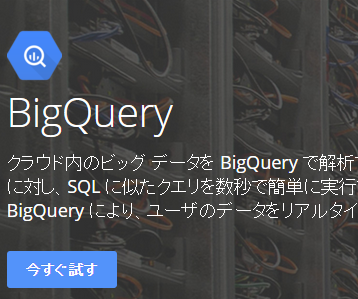 BigQuery
クラウド内のビッグ データを BigQuery で解析
に対し、SQL に似たクエリを数秒で簡単に実行
BigQuery により、ユーザのデータをリアルタイ
今すぐ試す